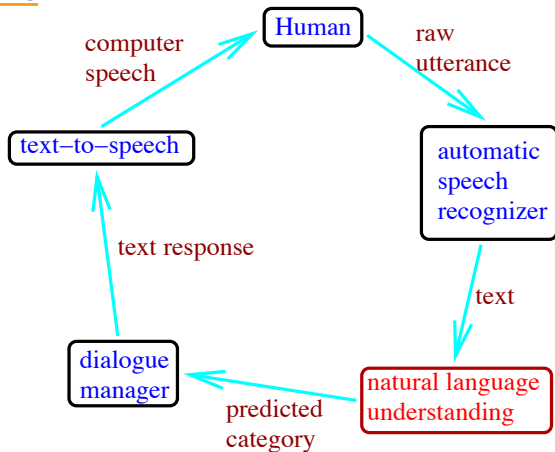 Human
computer
speech
raw
utterance
text–to–speech
automatic
speech
recognizer
text response
text
dialogue
manager
natural language
understanding
predicted
category